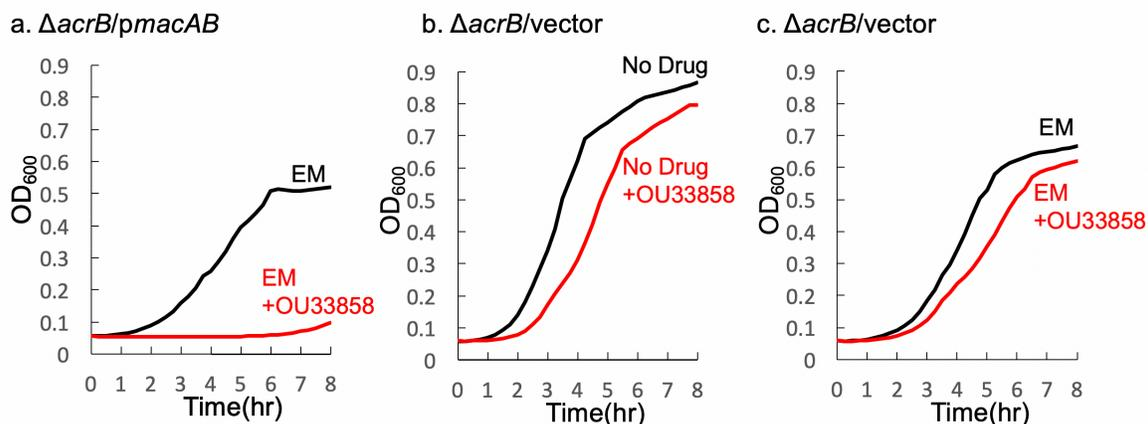 a. ΔacrB/pmacAB
0.9
0.8
0.7
0.6
0.5
0.4
0.3
0.2
0.1
0
OD600
EM
EM
+OU33858
0 1 2 3 4 5 6 7 8
Time(hr)
b. ΔacrB/vector
0.9
0.8
0.7
0.6
0.5
0.4
0.3
0.2
0.1
0
OD600
No Drug
No Drug
+OU33858
0 1 2 3 4 5 6 7 8
Time(hr)
c. ΔacrB/vector
0.9
0.8
0.7
0.6
0.5
0.4
0.3
0.2
0.1
0
OD600
EM
EM
+OU33858
0 1 2 3 4 5 6 7 8
Time(hr)